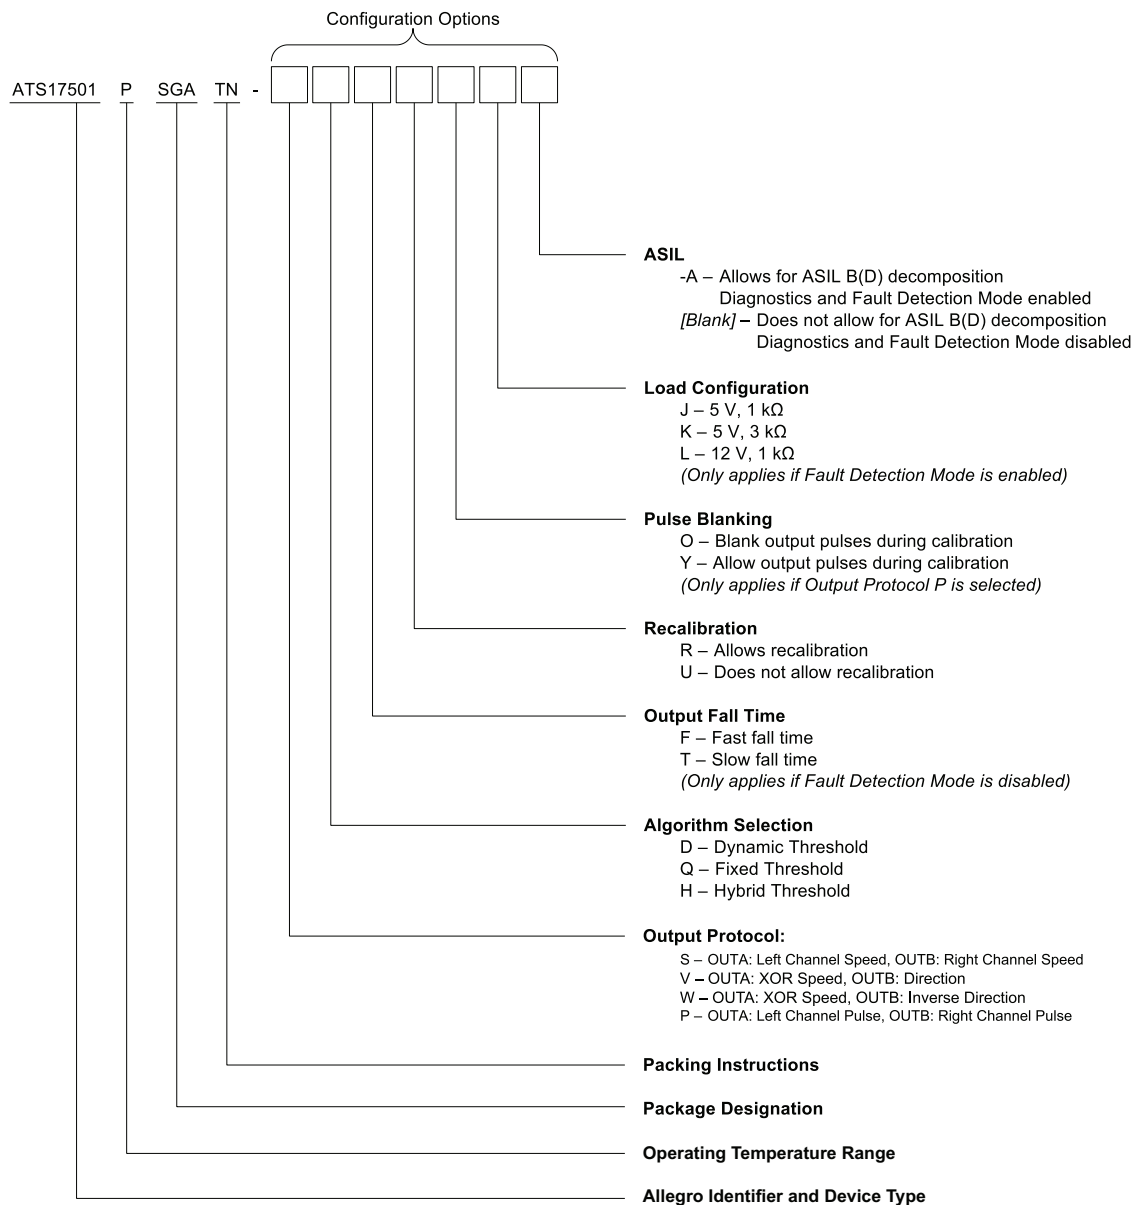 Configuration Options
ATS17501 P SGA TN -
ASIL
-A – Allows for ASIL B(D) decomposition
Diagnostics and Fault Detection Mode enabled
[Blank] – Does not allow for ASIL B(D) decomposition
Diagnostics and Fault Detection Mode disabled
Load Configuration
J – 5 V, 1 kΩ
K – 5 V, 3 kΩ
L – 12 V, 1 kΩ
(Only applies if Fault Detection Mode is enabled)
Pulse Blanking
O – Blank output pulses during calibration
Y – Allow output pulses during calibration
(Only applies if Output Protocol P is selected)
Recalibration
R – Allows recalibration
U – Does not allow recalibration
Output Fall Time
F – Fast fall time
T – Slow fall time
(Only applies if Fault Detection Mode is disabled)
Algorithm Selection
D – Dynamic Threshold
Q – Fixed Threshold
H – Hybrid Threshold
Output Protocol:
S – OUTA: Left Channel Speed, OUTB: Right Channel Speed
V – OUTA: XOR Speed, OUTB: Direction
W – OUTA: XOR Speed, OUTB: Inverse Direction
P – OUTA: Left Channel Pulse, OUTB: Right Channel Pulse
Packing Instructions
Package Designation
Operating Temperature Range
Allegro Identifier and Device Type